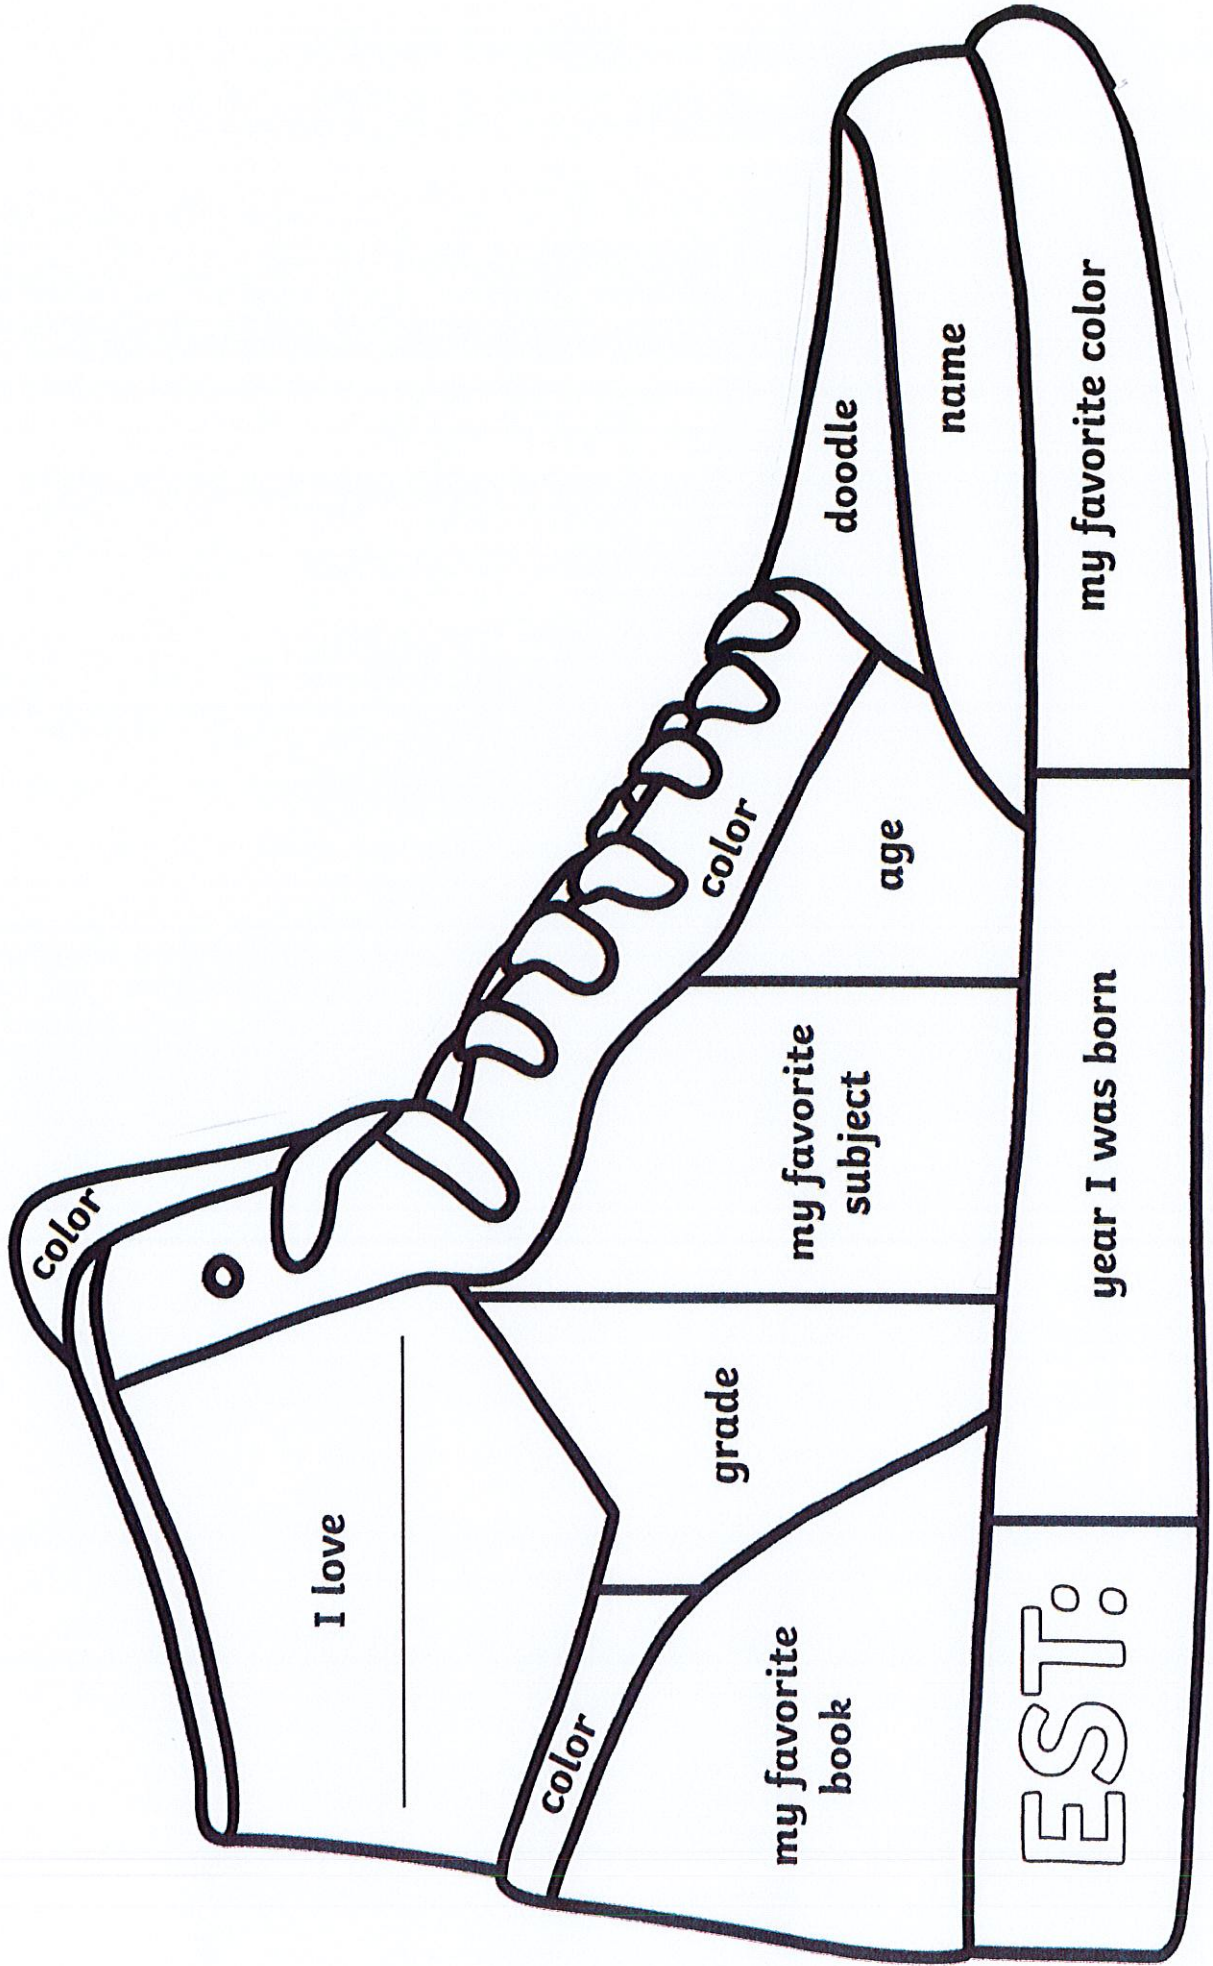 color
I love
color
color
doodle
name
age
my favorite
subject
grade
my favorite
book
my favorite color
year I was born
EST: